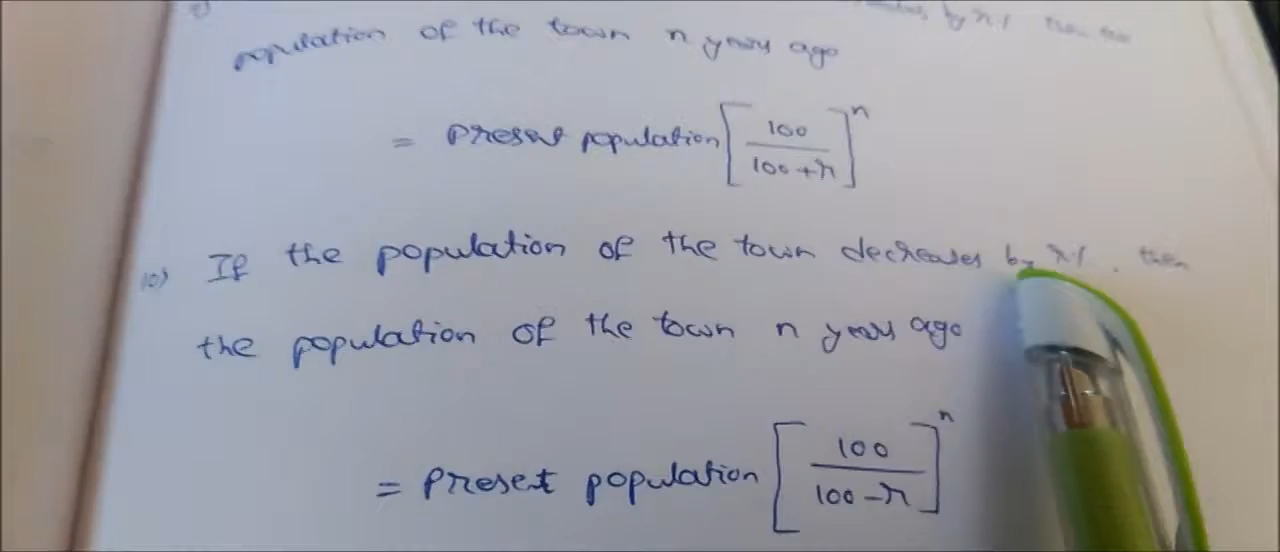 by r%
population of the town n years ago
= present population [100/100+r]^n
10) If the population of the town decreases by r%. then
the population of the town n years ago
= present population [100/100-r]^n